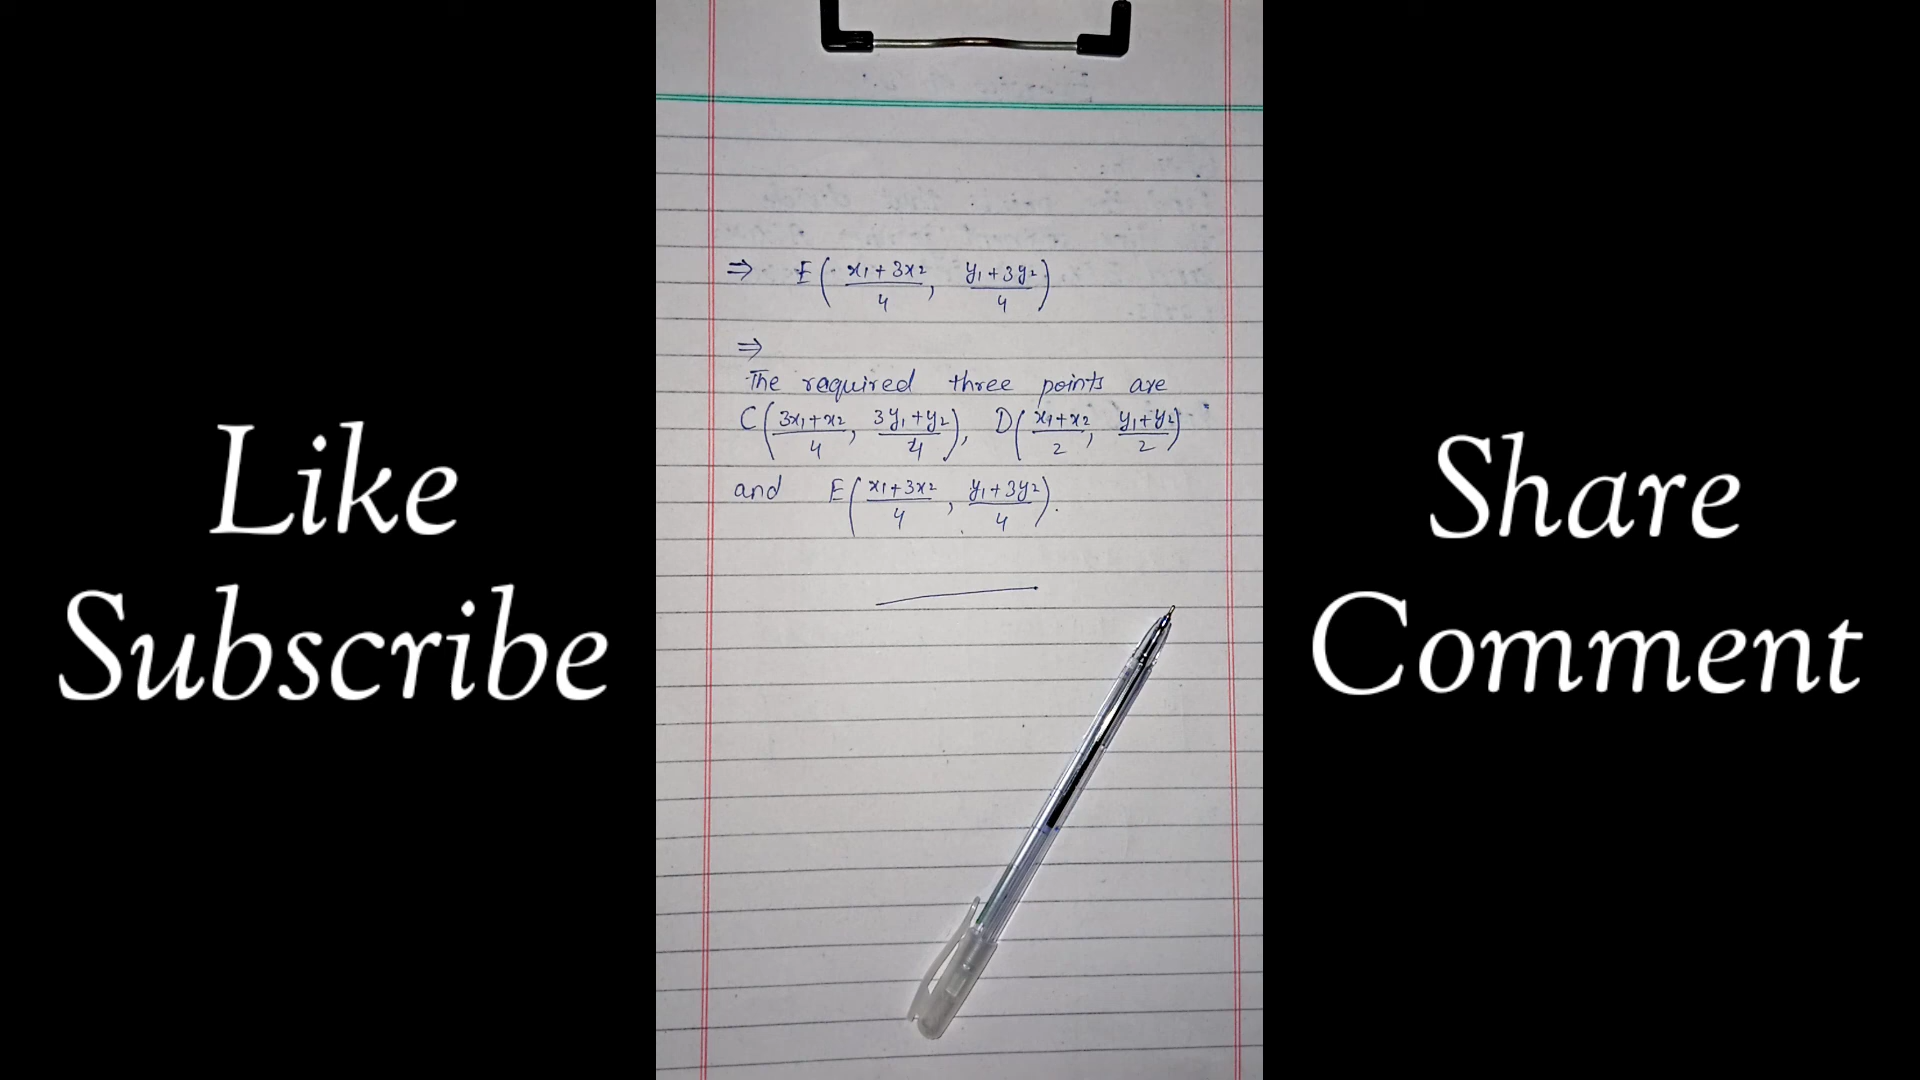 Like
Subscribe
⇒ E((x₁+3x₂)/4, (y₁+3y₂)/4)
⇒
The required three points are
C((3x₁+x₂)/4, (3y₁+y₂)/4), D((x₁+x₂)/2, (y₁+y₂)/2)
and E((x₁+3x₂)/4, (y₁+3y₂)/4).
Share
Comment